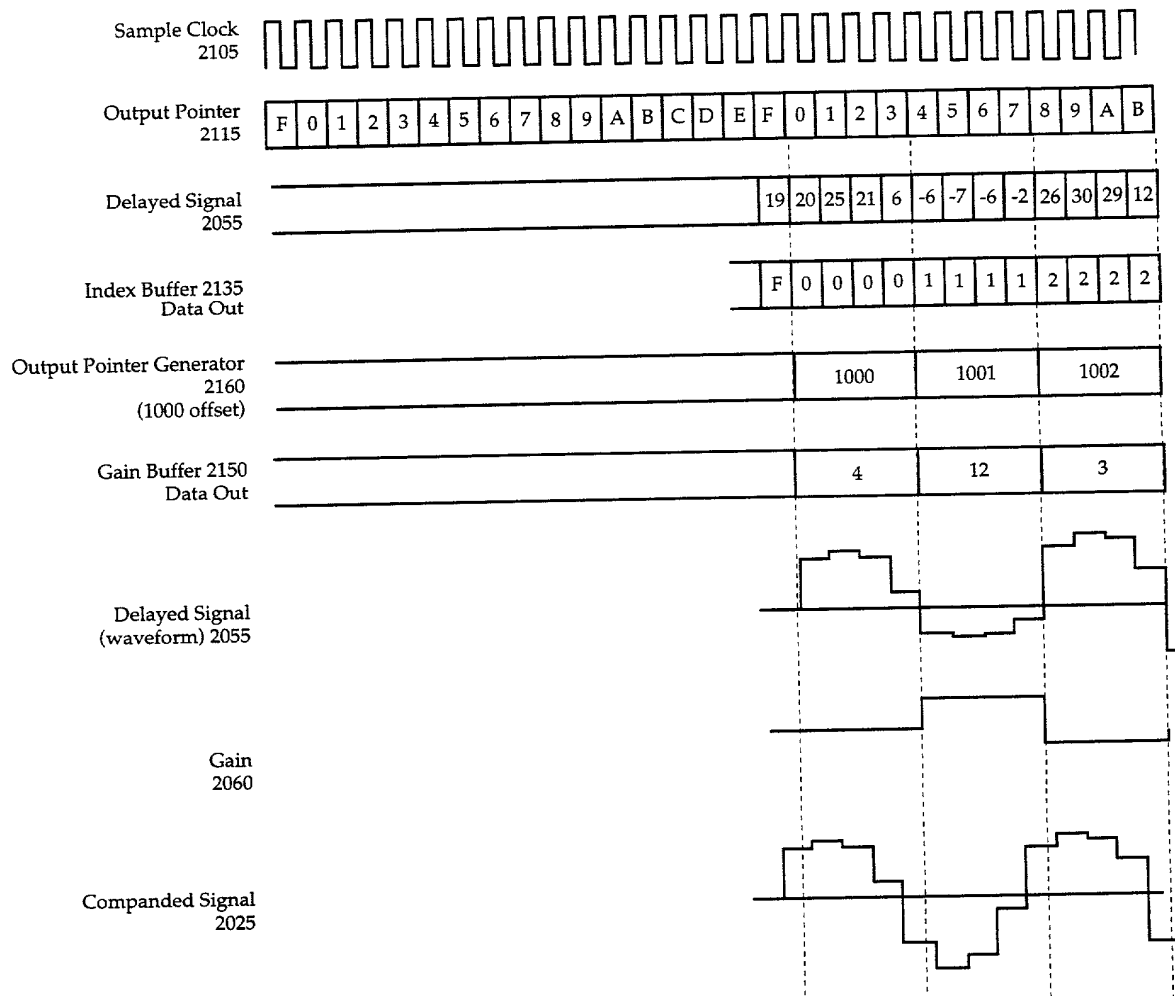 Sample Clock
2105
Output Pointer
2115
F 0 1 2 3 4 5 6 7 8 9 A B C D E F 0 1 2 3 4 5 6 7 8 9 A B
Delayed Signal
2055
19 20 25 21 6 -6 -7 -6 -2 26 30 29 12
Index Buffer 2135
Data Out
F 0 0 0 0 1 1 1 1 2 2 2 2
Output Pointer Generator
2160
(1000 offset)
1000 1001 1002
Gain Buffer 2150
Data Out
4 12 3
Delayed Signal
(waveform) 2055
Gain
2060
Companded Signal
2025